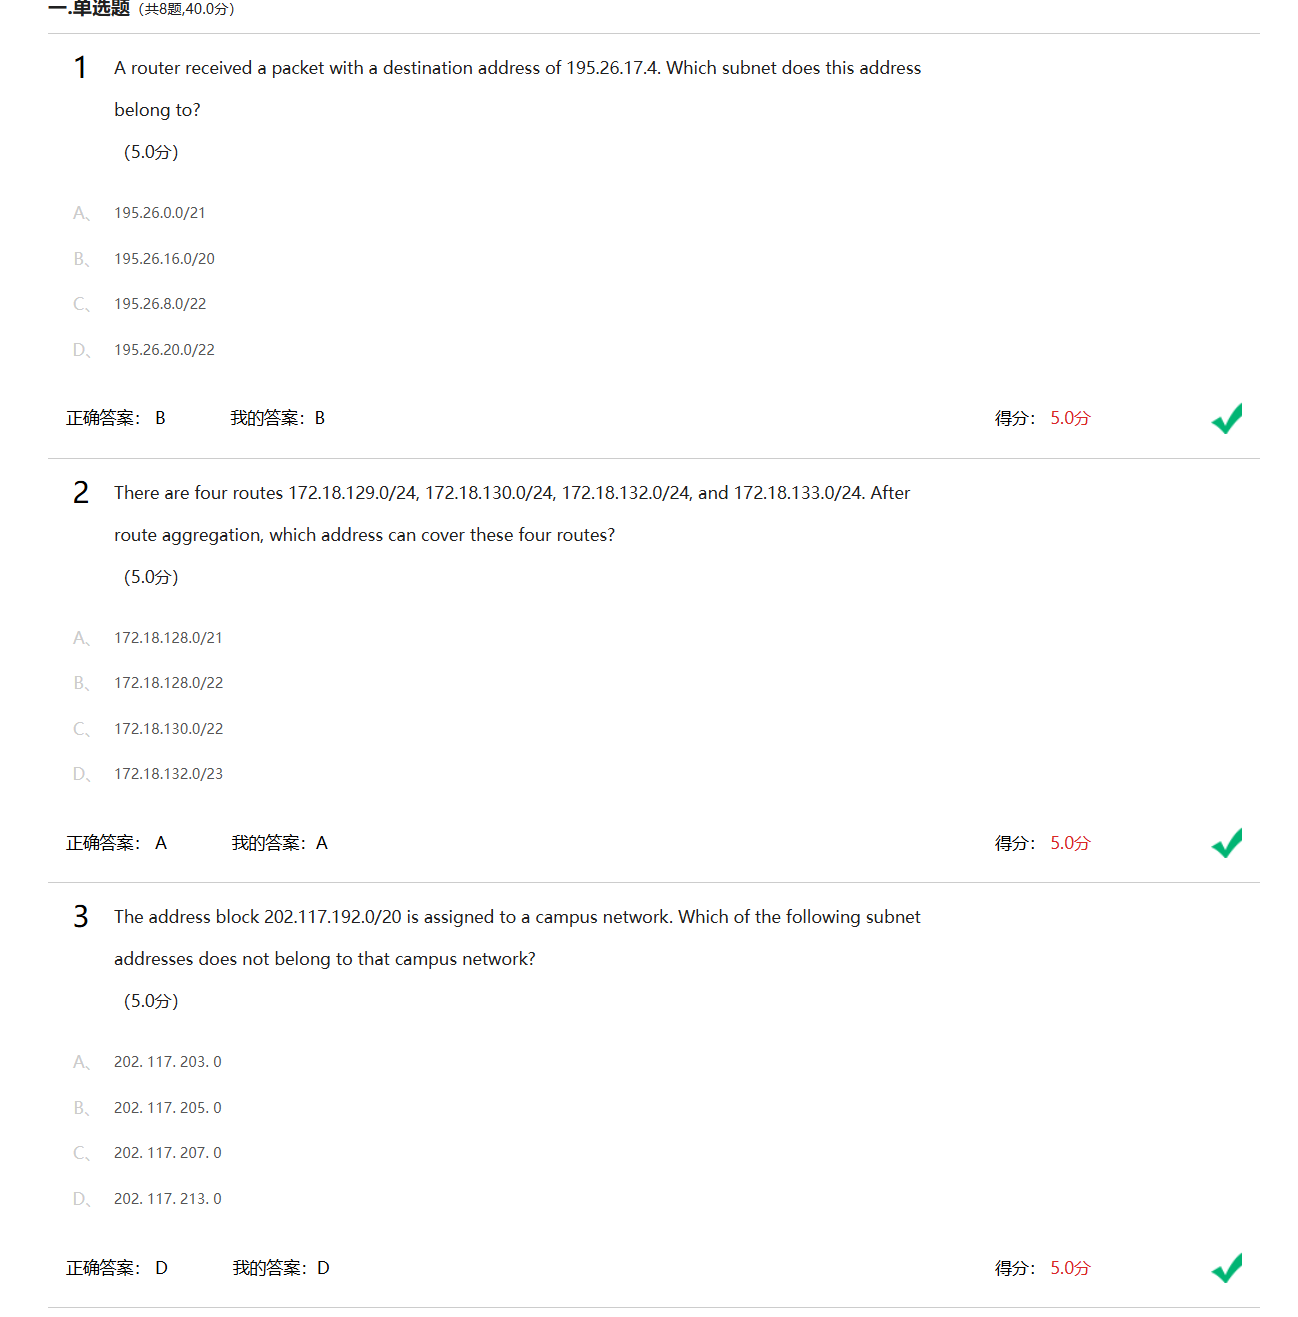 一.单选题（共8题,40.0分）
1 A router received a packet with a destination address of 195.26.17.4. Which subnet does this address
belong to?
（5.0分）
A、 195.26.0.0/21
B、 195.26.16.0/20
C、 195.26.8.0/22
D、 195.26.20.0/22
正确答案： B 我的答案：B 得分： 5.0分
2 There are four routes 172.18.129.0/24, 172.18.130.0/24, 172.18.132.0/24, and 172.18.133.0/24. After
route aggregation, which address can cover these four routes?
（5.0分）
A、 172.18.128.0/21
B、 172.18.128.0/22
C、 172.18.130.0/22
D、 172.18.132.0/23
正确答案： A 我的答案：A 得分： 5.0分
3 The address block 202.117.192.0/20 is assigned to a campus network. Which of the following subnet
addresses does not belong to that campus network?
（5.0分）
A、 202. 117. 203. 0
B、 202. 117. 205. 0
C、 202. 117. 207. 0
D、 202. 117. 213. 0
正确答案： D 我的答案：D 得分： 5.0分